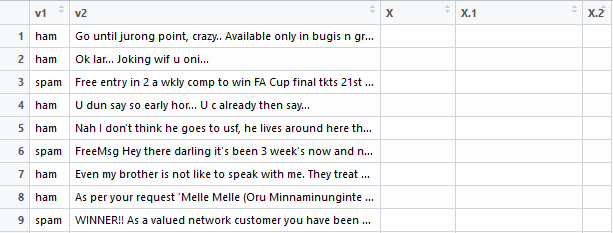 v1 v2 X X.1 X.2
1 ham Go until jurong point, crazy.. Available only in bugis n gr...
2 ham Ok lar... Joking wif u oni...
3 spam Free entry in 2 a wkly comp to win FA Cup final tkts 21st ...
4 ham U dun say so early hor... U c already then say...
5 ham Nah I don't think he goes to usf, he lives around here th...
6 spam FreeMsg Hey there darling it's been 3 week's now and n...
7 ham Even my brother is not like to speak with me. They treat ...
8 ham As per your request 'Melle Melle (Oru Minnaminunginte ...
9 spam WINNER!! As a valued network customer you have been ...